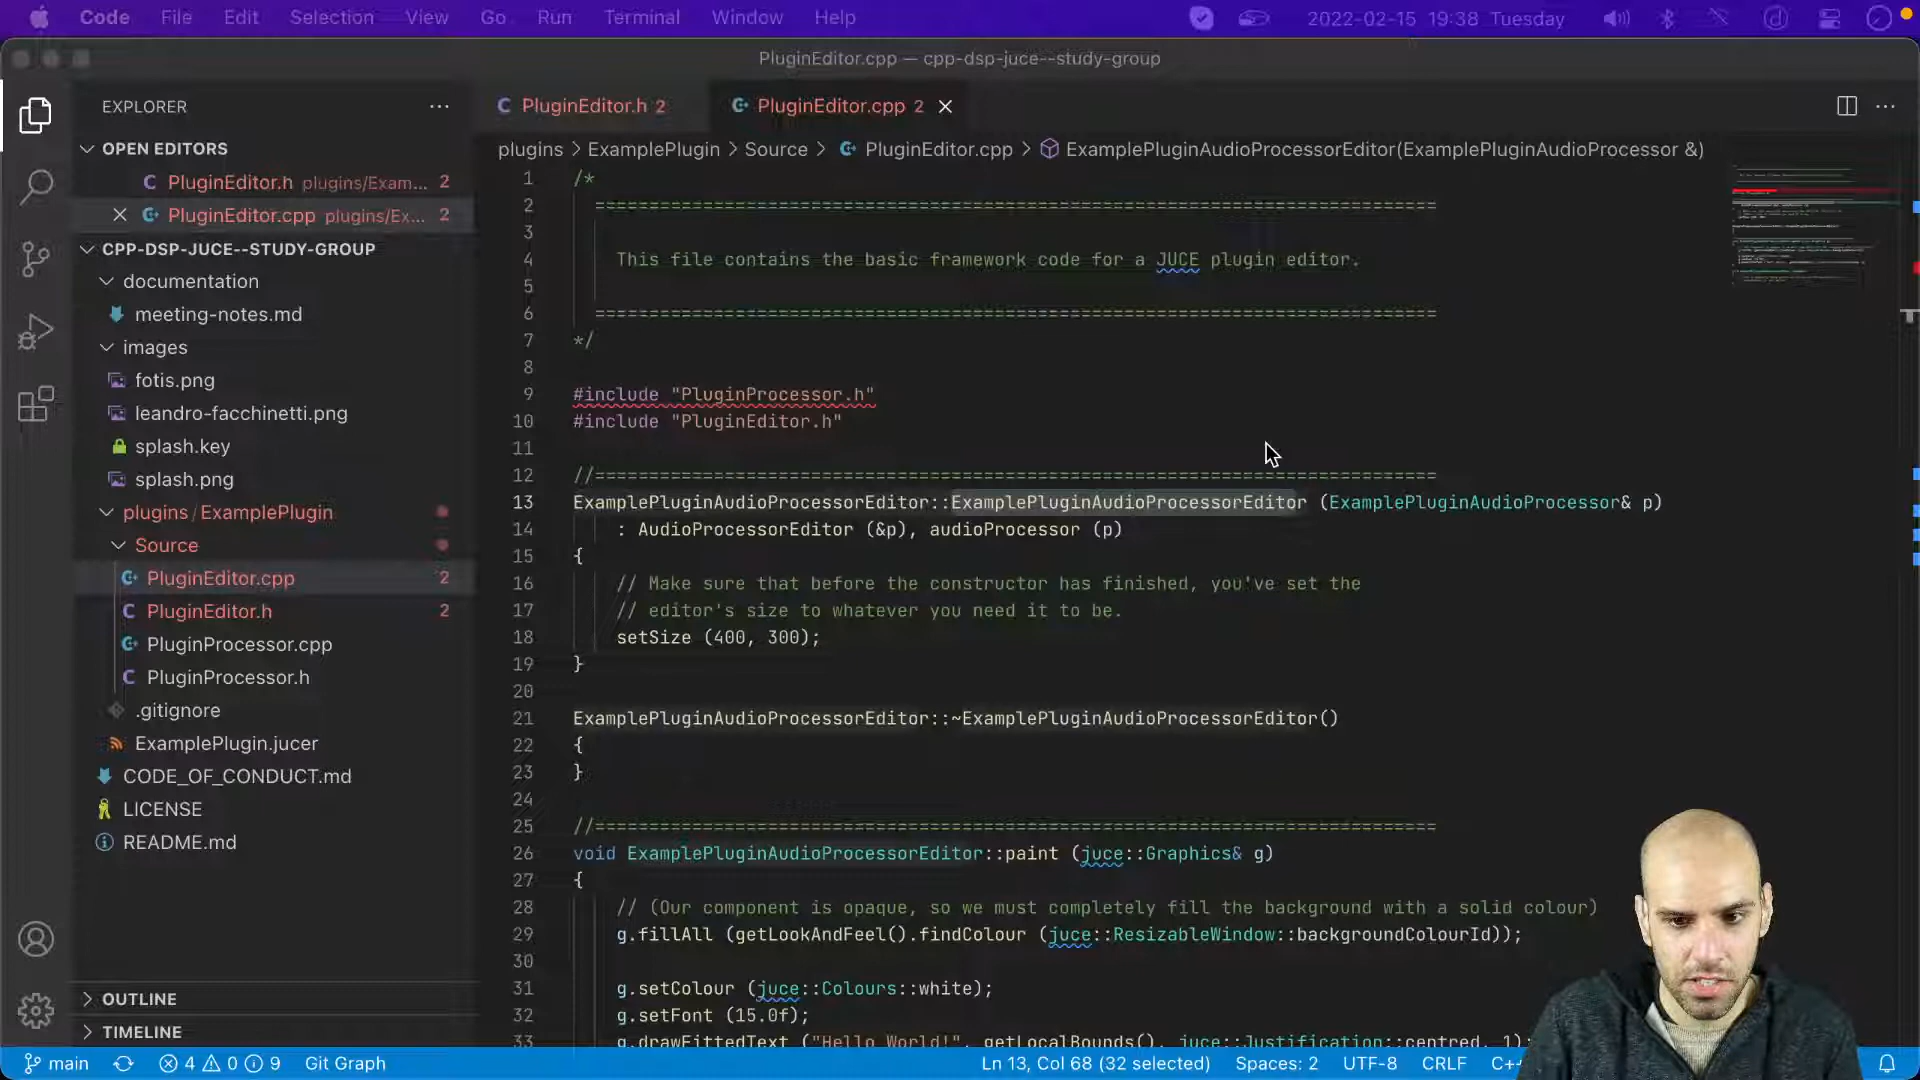 Code File Edit Selection View Go Run Terminal Window Help 2022-02-15 19:38 Tuesday
PluginEditor.cpp — cpp-dsp-juce--study-group
EXPLORER
PluginEditor.h 2 PluginEditor.cpp 2
OPEN EDITORS
PluginEditor.h plugins/Exam... 2
PluginEditor.cpp plugins/Ex... 2
CPP-DSP-JUCE--STUDY-GROUP
documentation
meeting-notes.md
images
fotis.png
leandro-facchinetti.png
splash.key
splash.png
plugins / ExamplePlugin
Source
PluginEditor.cpp 2
PluginEditor.h 2
PluginProcessor.cpp
PluginProcessor.h
.gitignore
ExamplePlugin.jucer
CODE_OF_CONDUCT.md
LICENSE
README.md
OUTLINE
TIMELINE
plugins > ExamplePlugin > Source > PluginEditor.cpp > ExamplePluginAudioProcessorEditor(ExamplePluginAudioProcessor &)
1 /*
2 ==============================================================================
3
4 This file contains the basic framework code for a JUCE plugin editor.
5
6 ==============================================================================
7 */
8
9 #include "PluginProcessor.h"
10 #include "PluginEditor.h"
11
12 //==============================================================================
13 ExamplePluginAudioProcessorEditor::ExamplePluginAudioProcessorEditor (ExamplePluginAudioProcessor& p)
14 : AudioProcessorEditor (&p), audioProcessor (p)
15 {
16 // Make sure that before the constructor has finished, you've set the
17 // editor's size to whatever you need it to be.
18 setSize (400, 300);
19 }
20
21 ExamplePluginAudioProcessorEditor::~ExamplePluginAudioProcessorEditor()
22 {
23 }
24
25 //==============================================================================
26 void ExamplePluginAudioProcessorEditor::paint (juce::Graphics& g)
27 {
28 // (Our component is opaque, so we must completely fill the background with a solid colour)
29 g.fillAll (getLookAndFeel().findColour (juce::ResizableWindow::backgroundColourId));
30
31 g.setColour (juce::Colours::white);
32 g.setFont (15.0f);
33 g.drawFittedText ("Hello World!", getLocalBounds(), juce::Justification::centred, 1);
main 4 0 9 Git Graph Ln 13, Col 68 (32 selected) Spaces: 2 UTF-8 CRLF C++